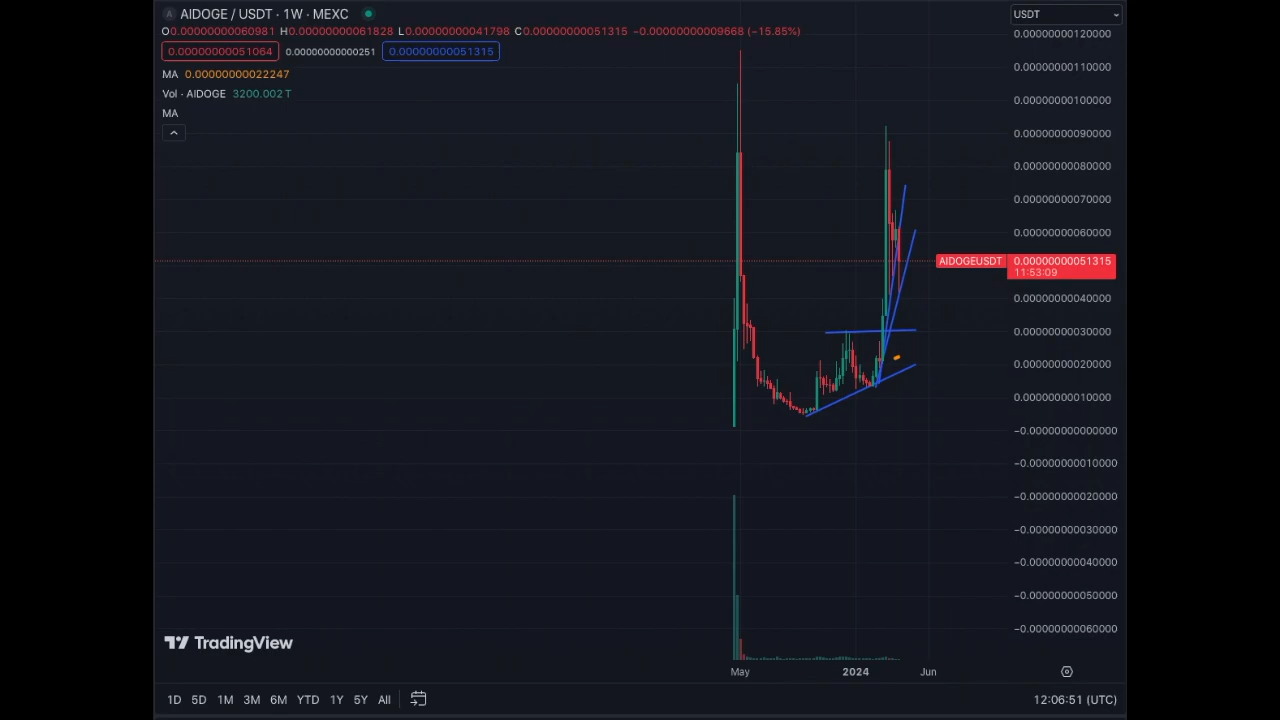 A AIDOGE / USDT · 1W · MEXC
O0.00000000060981 H0.00000000061828 L0.00000000041798 C0.00000000051315 −0.00000000009668 (−15.85%)
0.00000000051064 0.00000000000251 0.00000000051315
MA 0.00000000022247
Vol · AIDOGE 3200.002 T
MA
USDT
0.00000000120000
0.00000000110000
0.00000000100000
0.00000000090000
0.00000000080000
0.00000000070000
0.00000000060000
AIDOGEUSDT 0.00000000051315
11:53:09
0.00000000040000
0.00000000030000
0.00000000020000
0.00000000010000
−0.00000000000000
−0.00000000010000
−0.00000000020000
−0.00000000030000
−0.00000000040000
−0.00000000050000
−0.00000000060000
TradingView
May 2024 Jun
1D 5D 1M 3M 6M YTD 1Y 5Y All 12:06:51 (UTC)